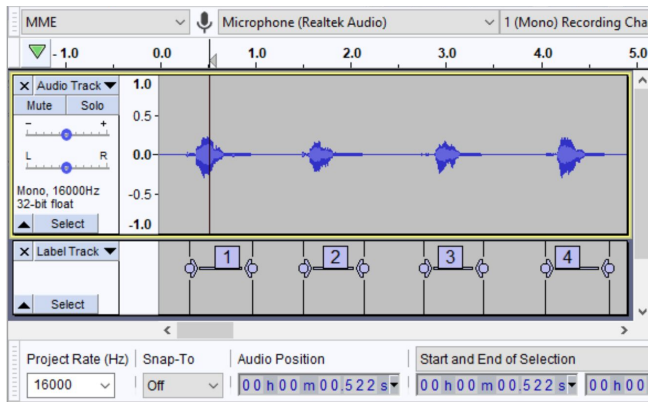 MME Microphone (Realtek Audio) 1 (Mono) Recording Cha
- 1.0 0.0 1.0 2.0 3.0 4.0 5.0
× Audio Track 1.0
Mute Solo
0.5 -
- +
L R 0.0 -
Mono, 16000Hz
32-bit float -0.5 -
Select -1.0
× Label Track 1 2 3 4
Select
Project Rate (Hz) Snap-To Audio Position Start and End of Selection
16000 Off 00 h 00 m 00.522 s 00 h 00 m 00.522 s 00 h 00